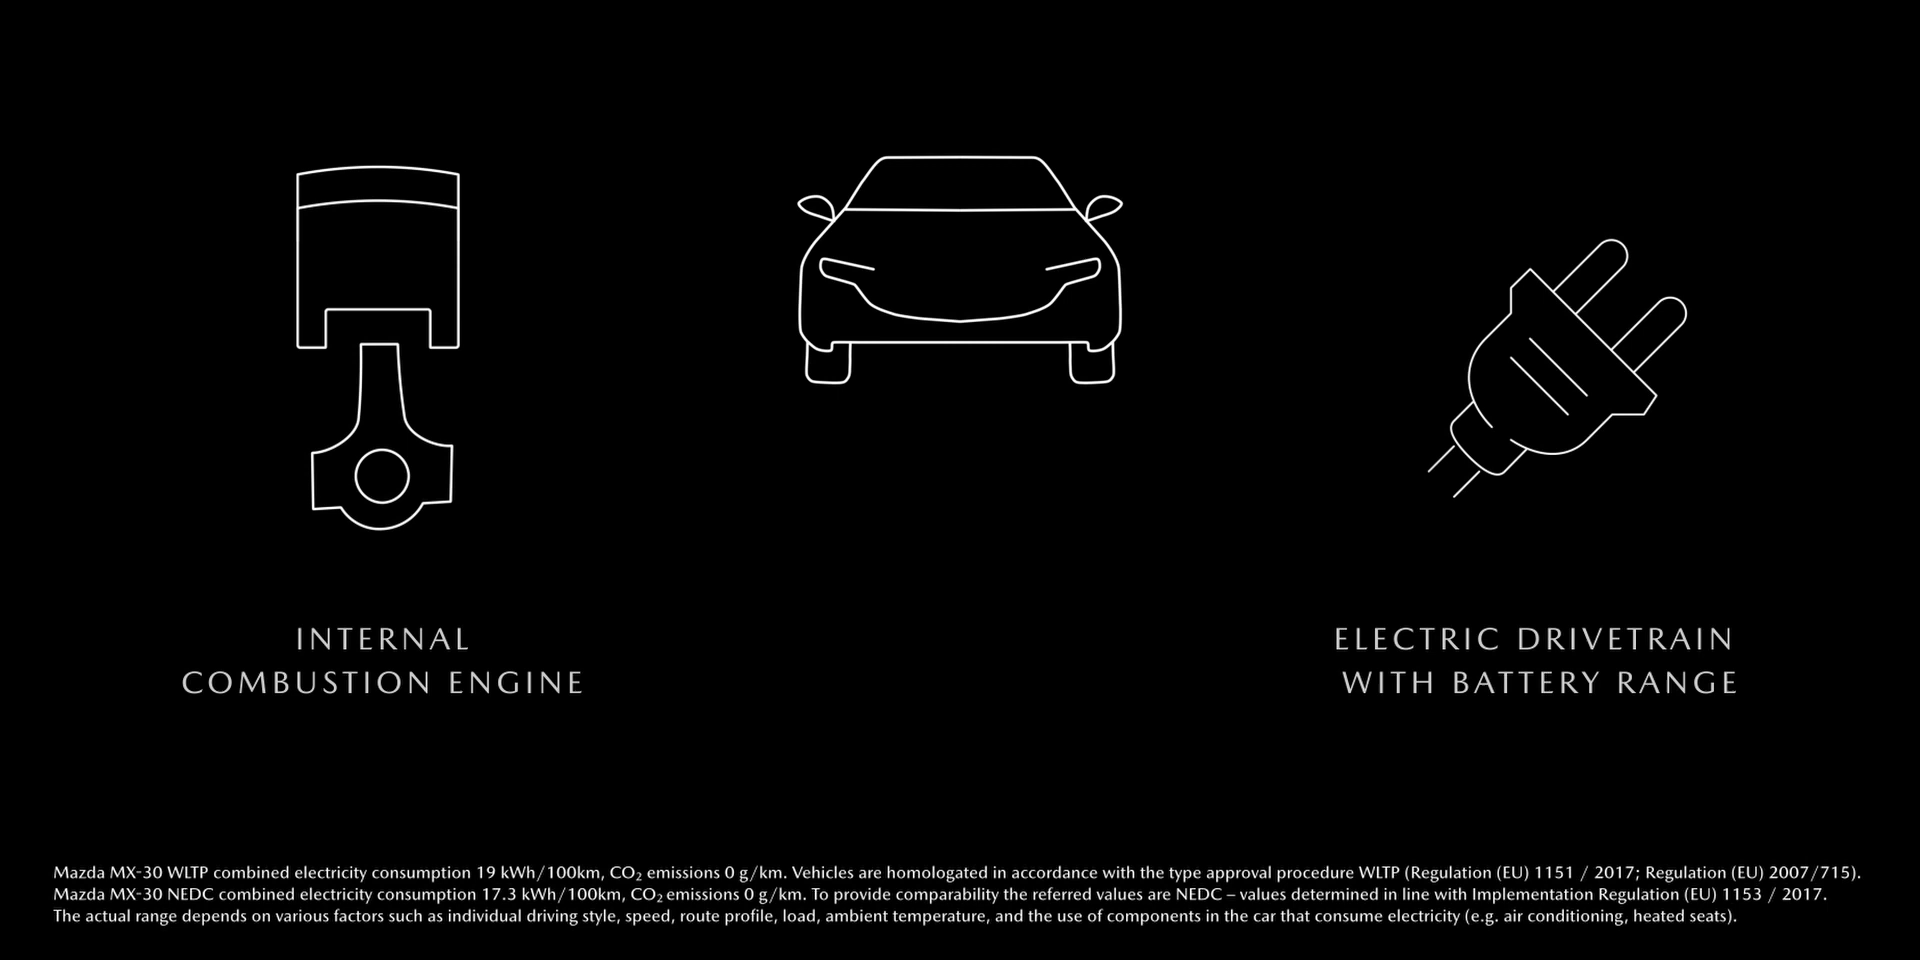 INTERNAL
COMBUSTION ENGINE
ELECTRIC DRIVETRAIN
WITH BATTERY RANGE
Mazda MX-30 WLTP combined electricity consumption 19 kWh/100km, CO₂ emissions 0 g/km. Vehicles are homologated in accordance with the type approval procedure WLTP (Regulation (EU) 1151 / 2017; Regulation (EU) 2007/715).
Mazda MX-30 NEDC combined electricity consumption 17.3 kWh/100km, CO₂ emissions 0 g/km. To provide comparability the referred values are NEDC – values determined in line with Implementation Regulation (EU) 1153 / 2017.
The actual range depends on various factors such as individual driving style, speed, route profile, load, ambient temperature, and the use of components in the car that consume electricity (e.g. air conditioning, heated seats).